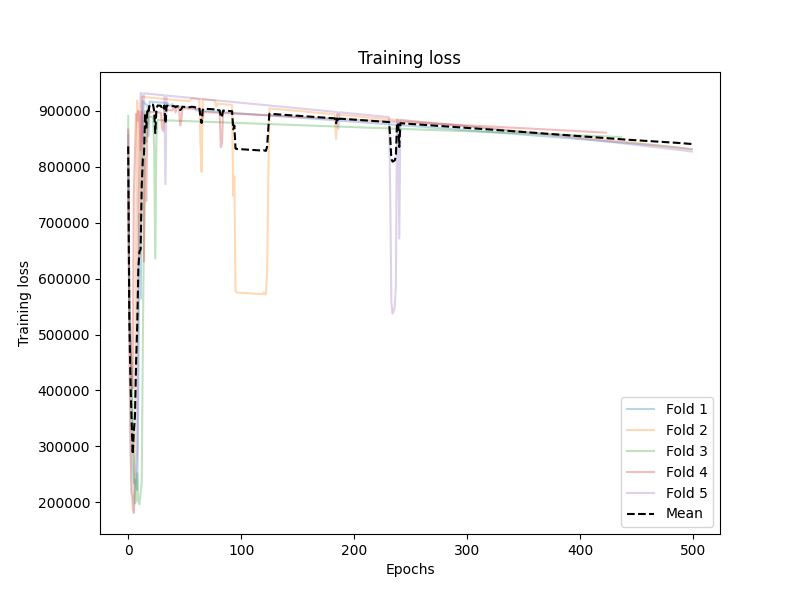 Training loss
Training loss
900000
800000
700000
600000
500000
400000
300000
200000
0
100
200
300
400
500
Epochs
Fold 1
Fold 2
Fold 3
Fold 4
Fold 5
Mean